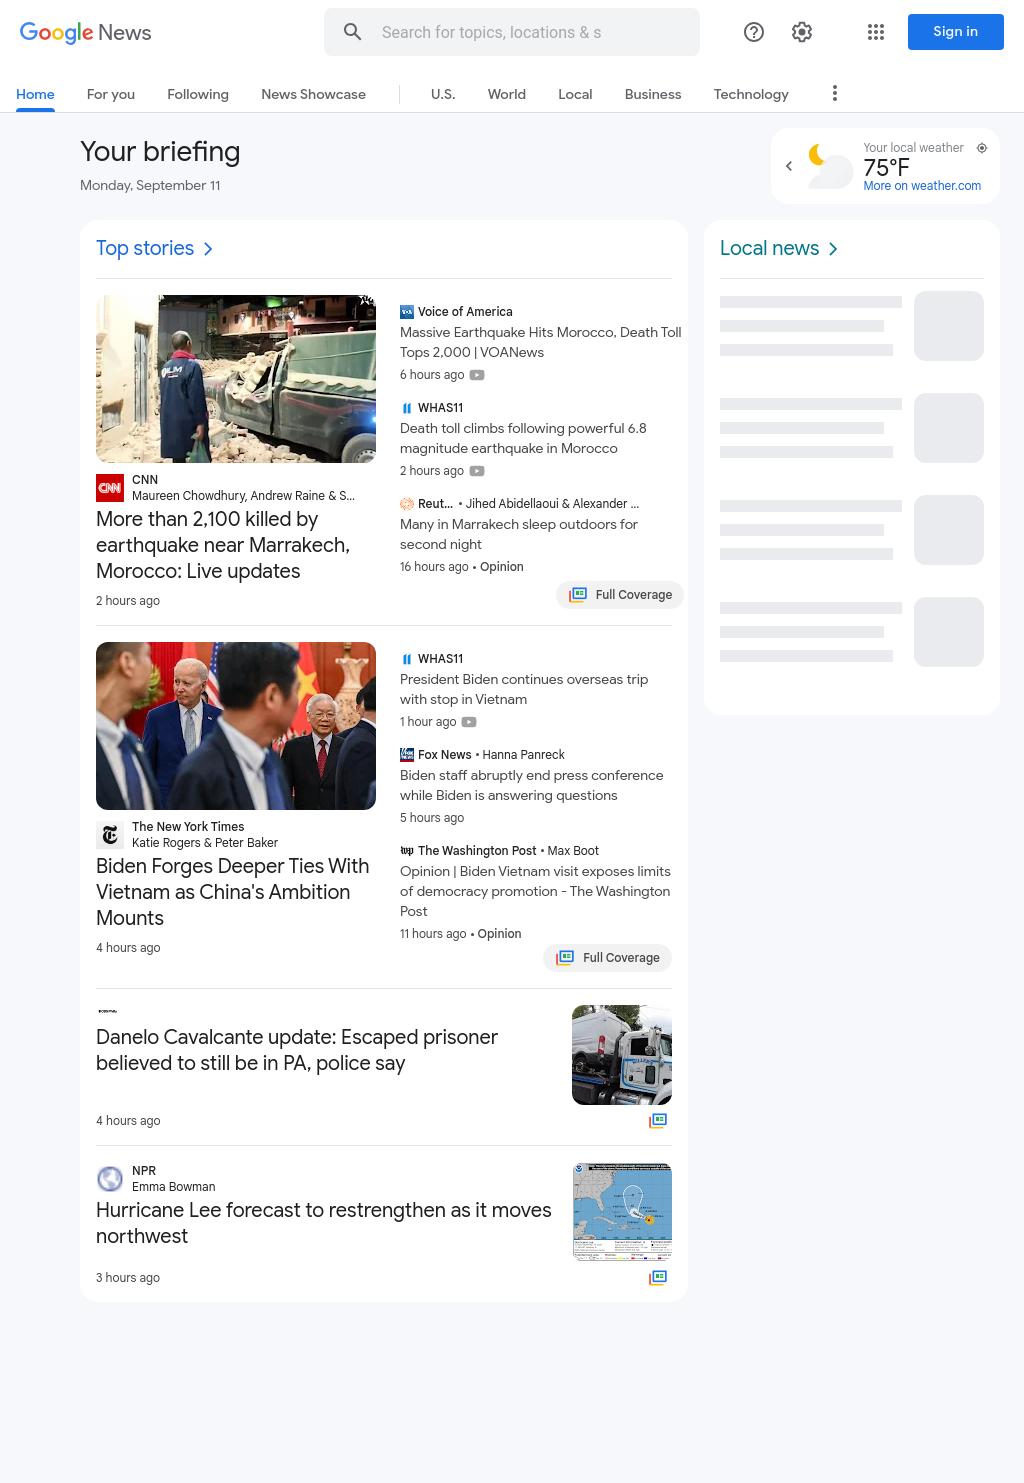 Google News
Search for topics, locations & s
Sign in
Home
For you
Following
News Showcase
U.S.
World
Local
Business
Technology
Your briefing
Monday, September 11
Your local weather
75°F
More on weather.com
Top stories
CNN
Maureen Chowdhury, Andrew Raine & S...
More than 2,100 killed by
earthquake near Marrakech,
Morocco: Live updates
2 hours ago
Voice of America
Massive Earthquake Hits Morocco, Death Toll
Tops 2,000 | VOANews
6 hours ago
WHAS11
Death toll climbs following powerful 6.8
magnitude earthquake in Morocco
2 hours ago
Reut... • Jihed Abidellaoui & Alexander ...
Many in Marrakech sleep outdoors for
second night
16 hours ago • Opinion
Full Coverage
The New York Times
Katie Rogers & Peter Baker
Biden Forges Deeper Ties With
Vietnam as China's Ambition
Mounts
4 hours ago
WHAS11
President Biden continues overseas trip
with stop in Vietnam
1 hour ago
Fox News • Hanna Panreck
Biden staff abruptly end press conference
while Biden is answering questions
5 hours ago
The Washington Post • Max Boot
Opinion | Biden Vietnam visit exposes limits
of democracy promotion - The Washington
Post
11 hours ago • Opinion
Full Coverage
Danelo Cavalcante update: Escaped prisoner
believed to still be in PA, police say
4 hours ago
NPR
Emma Bowman
Hurricane Lee forecast to restrengthen as it moves
northwest
3 hours ago
Local news